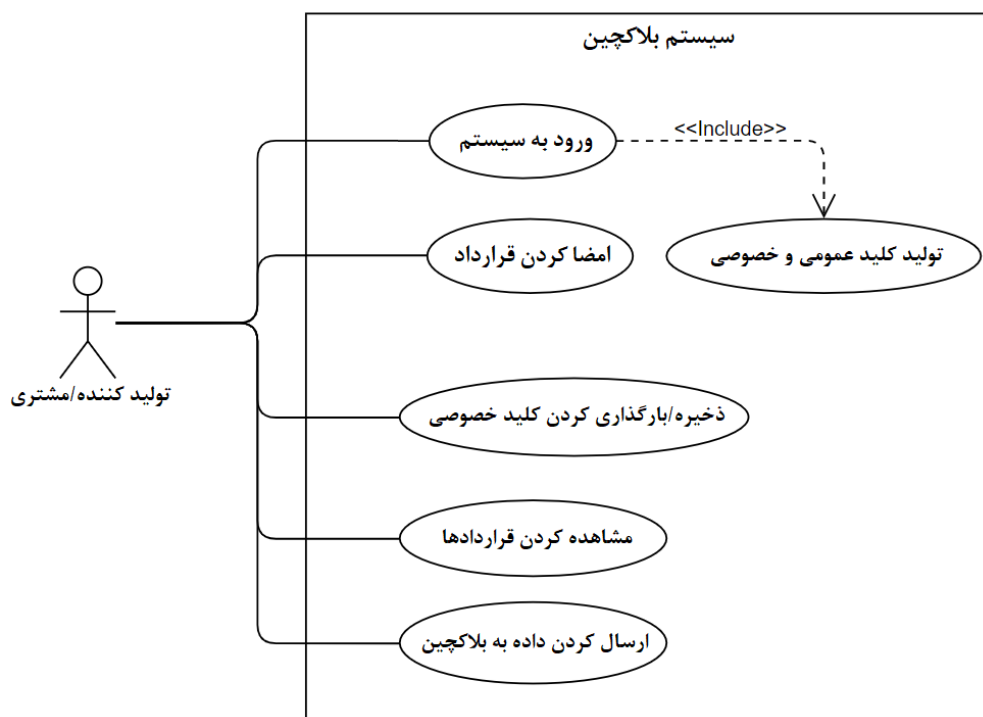 سیستم بلاکچین
ورود به سیستم
<<Include>>
امضا کردن قرارداد
تولید کلید عمومی و خصوصی
تولید کننده/مشتری
ذخیره/بارگذاری کردن کلید خصوصی
مشاهده کردن قراردادها
ارسال کردن داده به بلاکچین